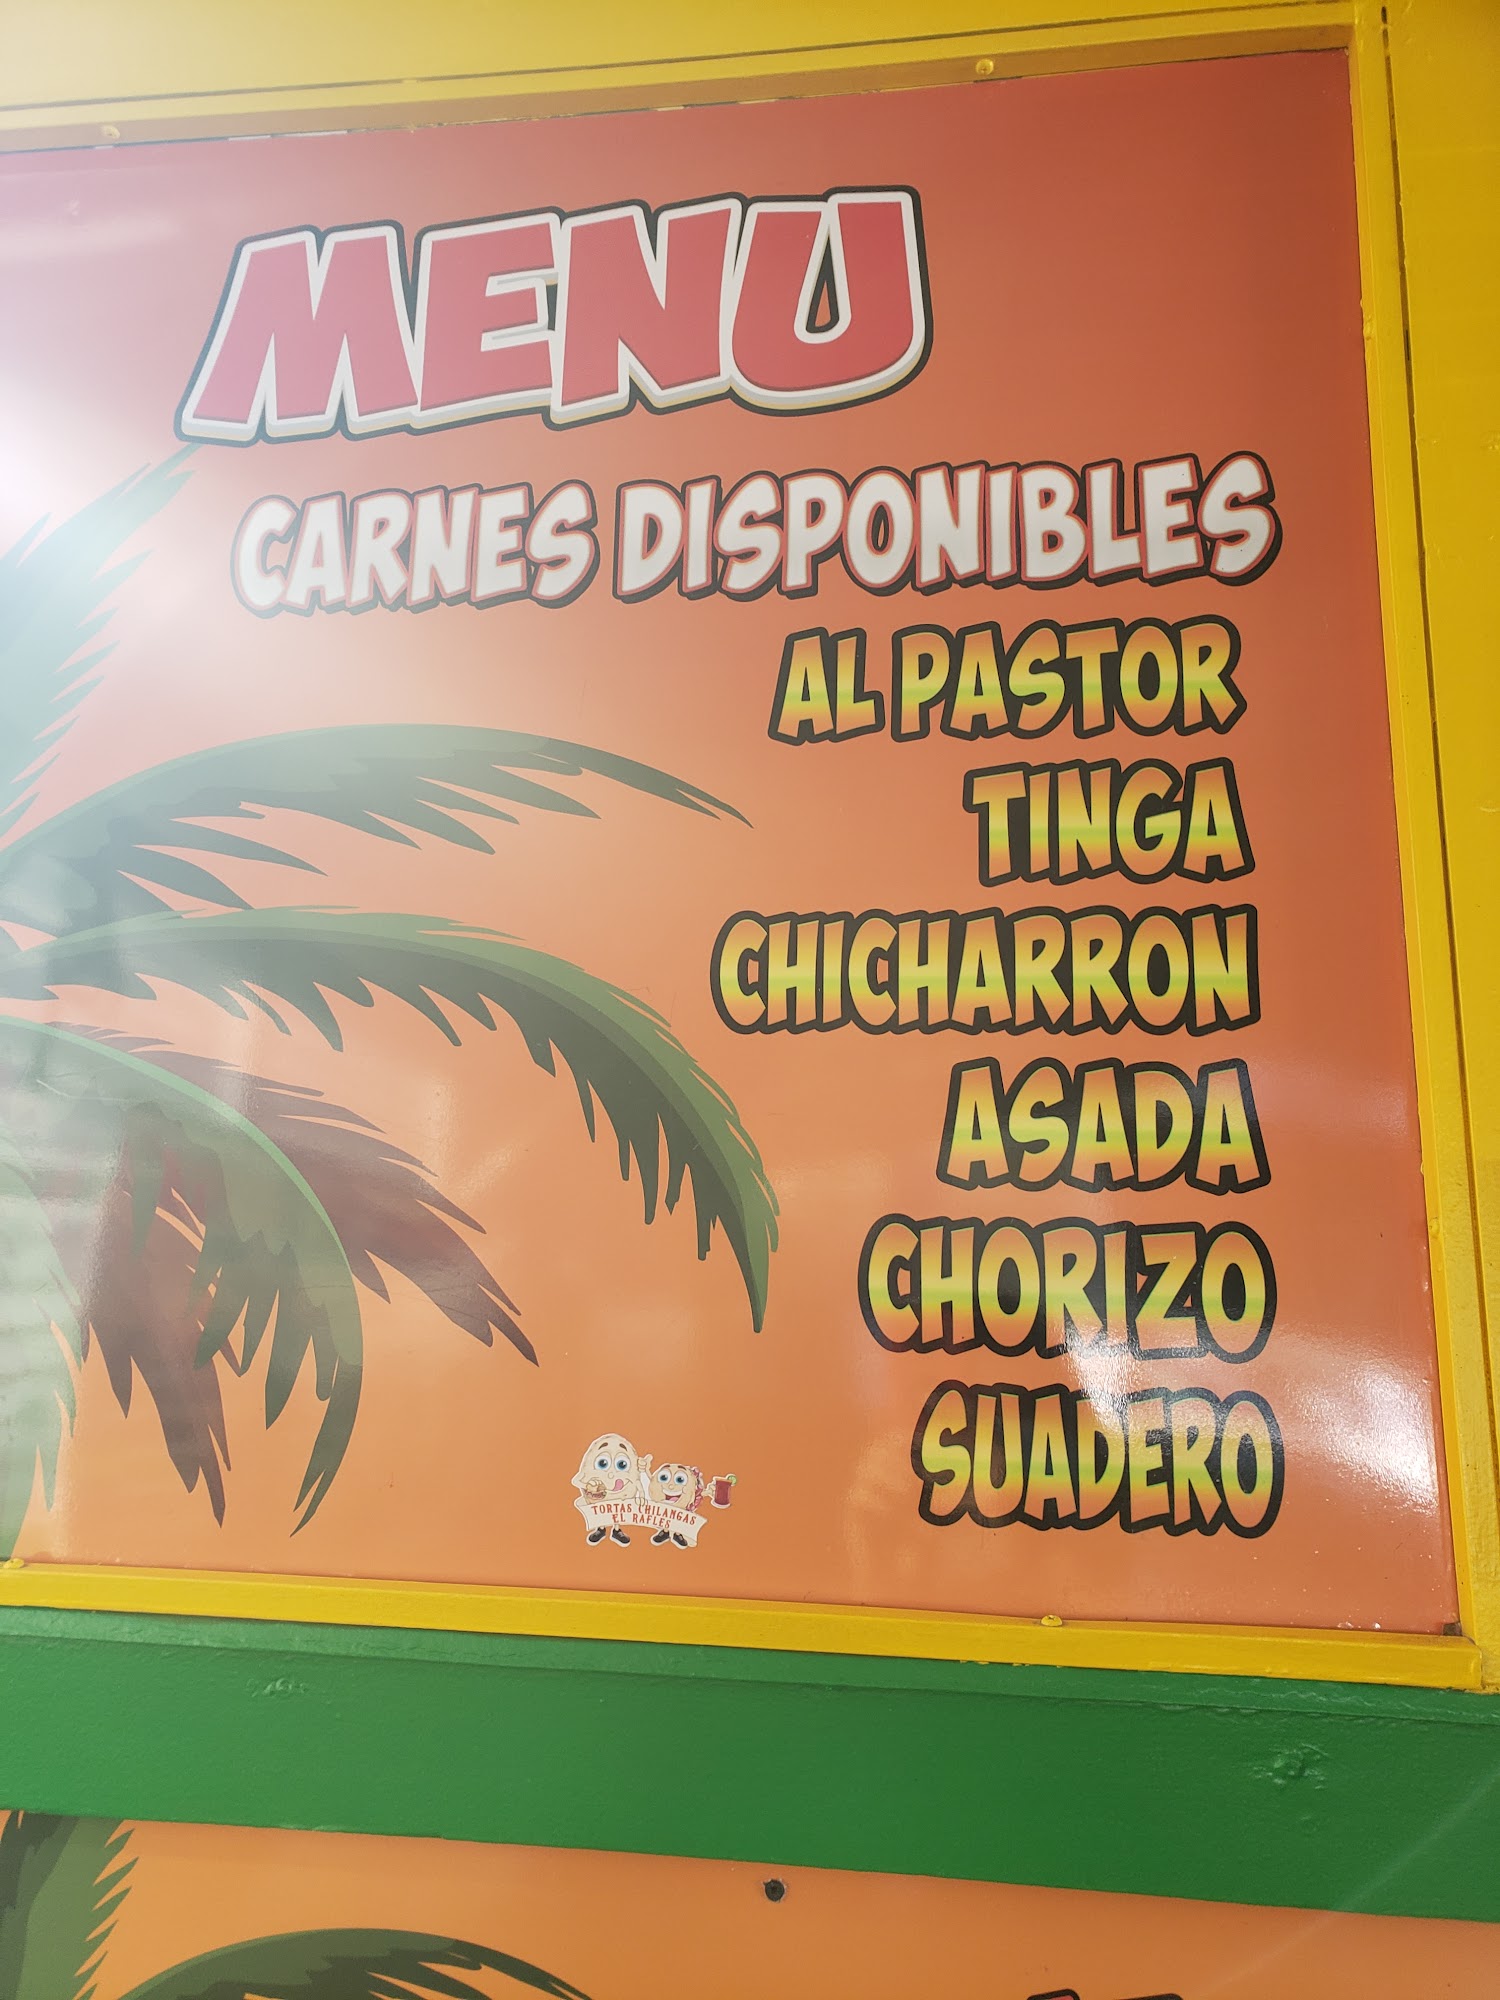 MENU
CARNES DISPONIBLES
AL PASTOR
TINGA
CHICHARRON
ASADA
CHORIZO
SUADERO
TORTAS CHILANGAS
EL RAFLES